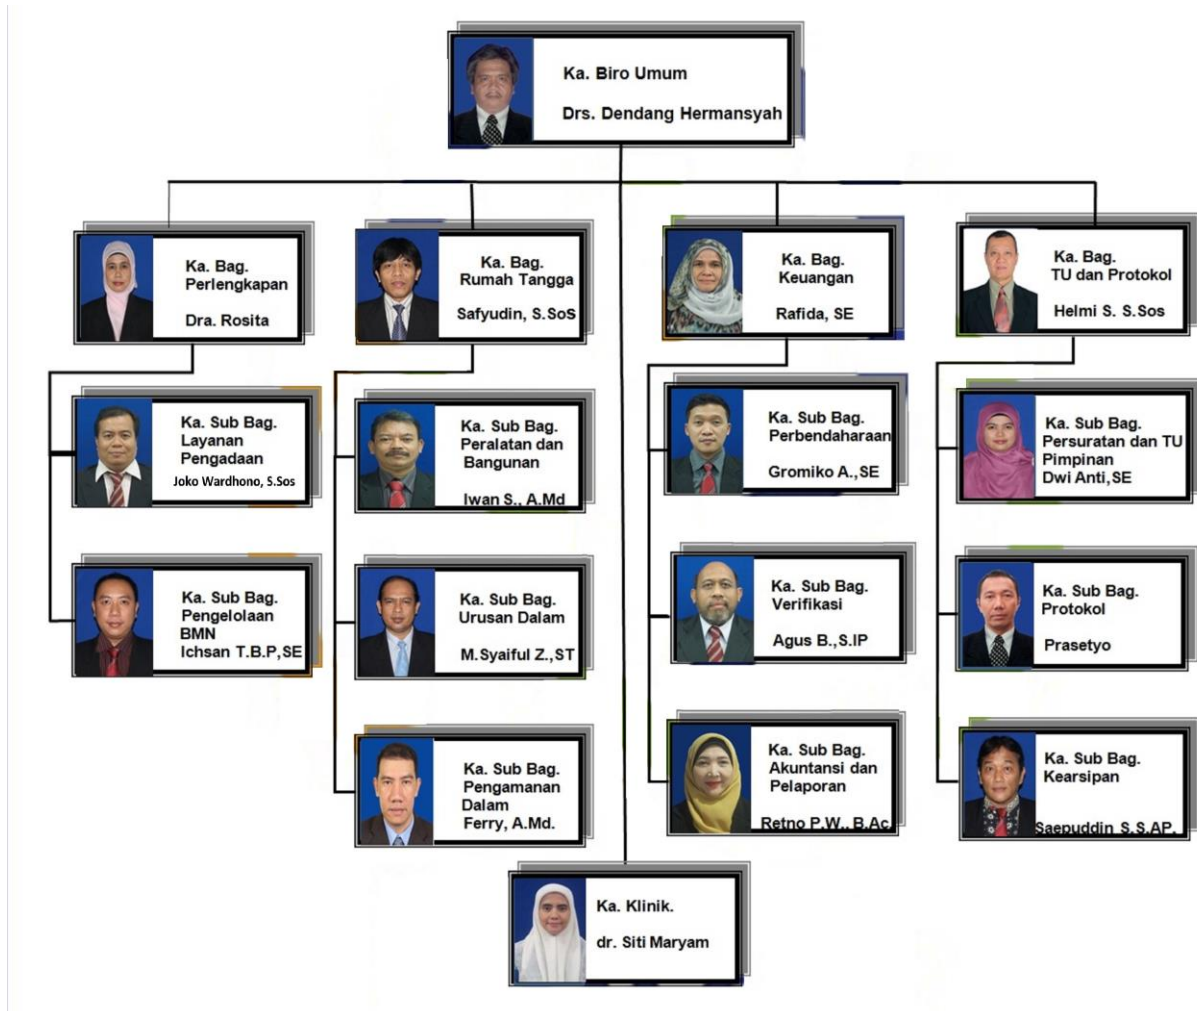 Ka. Biro Umum
Drs. Dendang Hermansyah
Ka. Bag.
Perlengkapan
Dra. Rosita
Ka. Bag.
Rumah Tangga
Safyudin, S.SoS
Ka. Bag.
Keuangan
Rafida, SE
Ka. Bag.
TU dan Protokol
Helmi S. S.Sos
Ka. Sub Bag.
Layanan
Pengadaan
Joko Wardhono, S.Sos
Ka. Sub Bag.
Peralatan dan
Bangunan
Iwan S., A.Md
Ka. Sub Bag.
Perbendaharaan
Gromiko A.,SE
Ka. Sub Bag.
Persuratan dan TU
Pimpinan
Dwi Anti,SE
Ka. Sub Bag.
Pengelolaan
BMN
Ichsan T.B.P,SE
Ka. Sub Bag.
Urusan Dalam
M.Syaiful Z.,ST
Ka. Sub Bag.
Verifikasi
Agus B.,S.IP
Ka. Sub Bag.
Protokol
Prasetyo
Ka. Sub Bag.
Pengamanan
Dalam
Ferry, A.Md.
Ka. Sub Bag.
Akuntansi dan
Pelaporan
Retno P.W., B.Ac
Ka. Sub Bag.
Kearsipan
Saepuddin S.S.AP.
Ka. Klinik.
dr. Siti Maryam